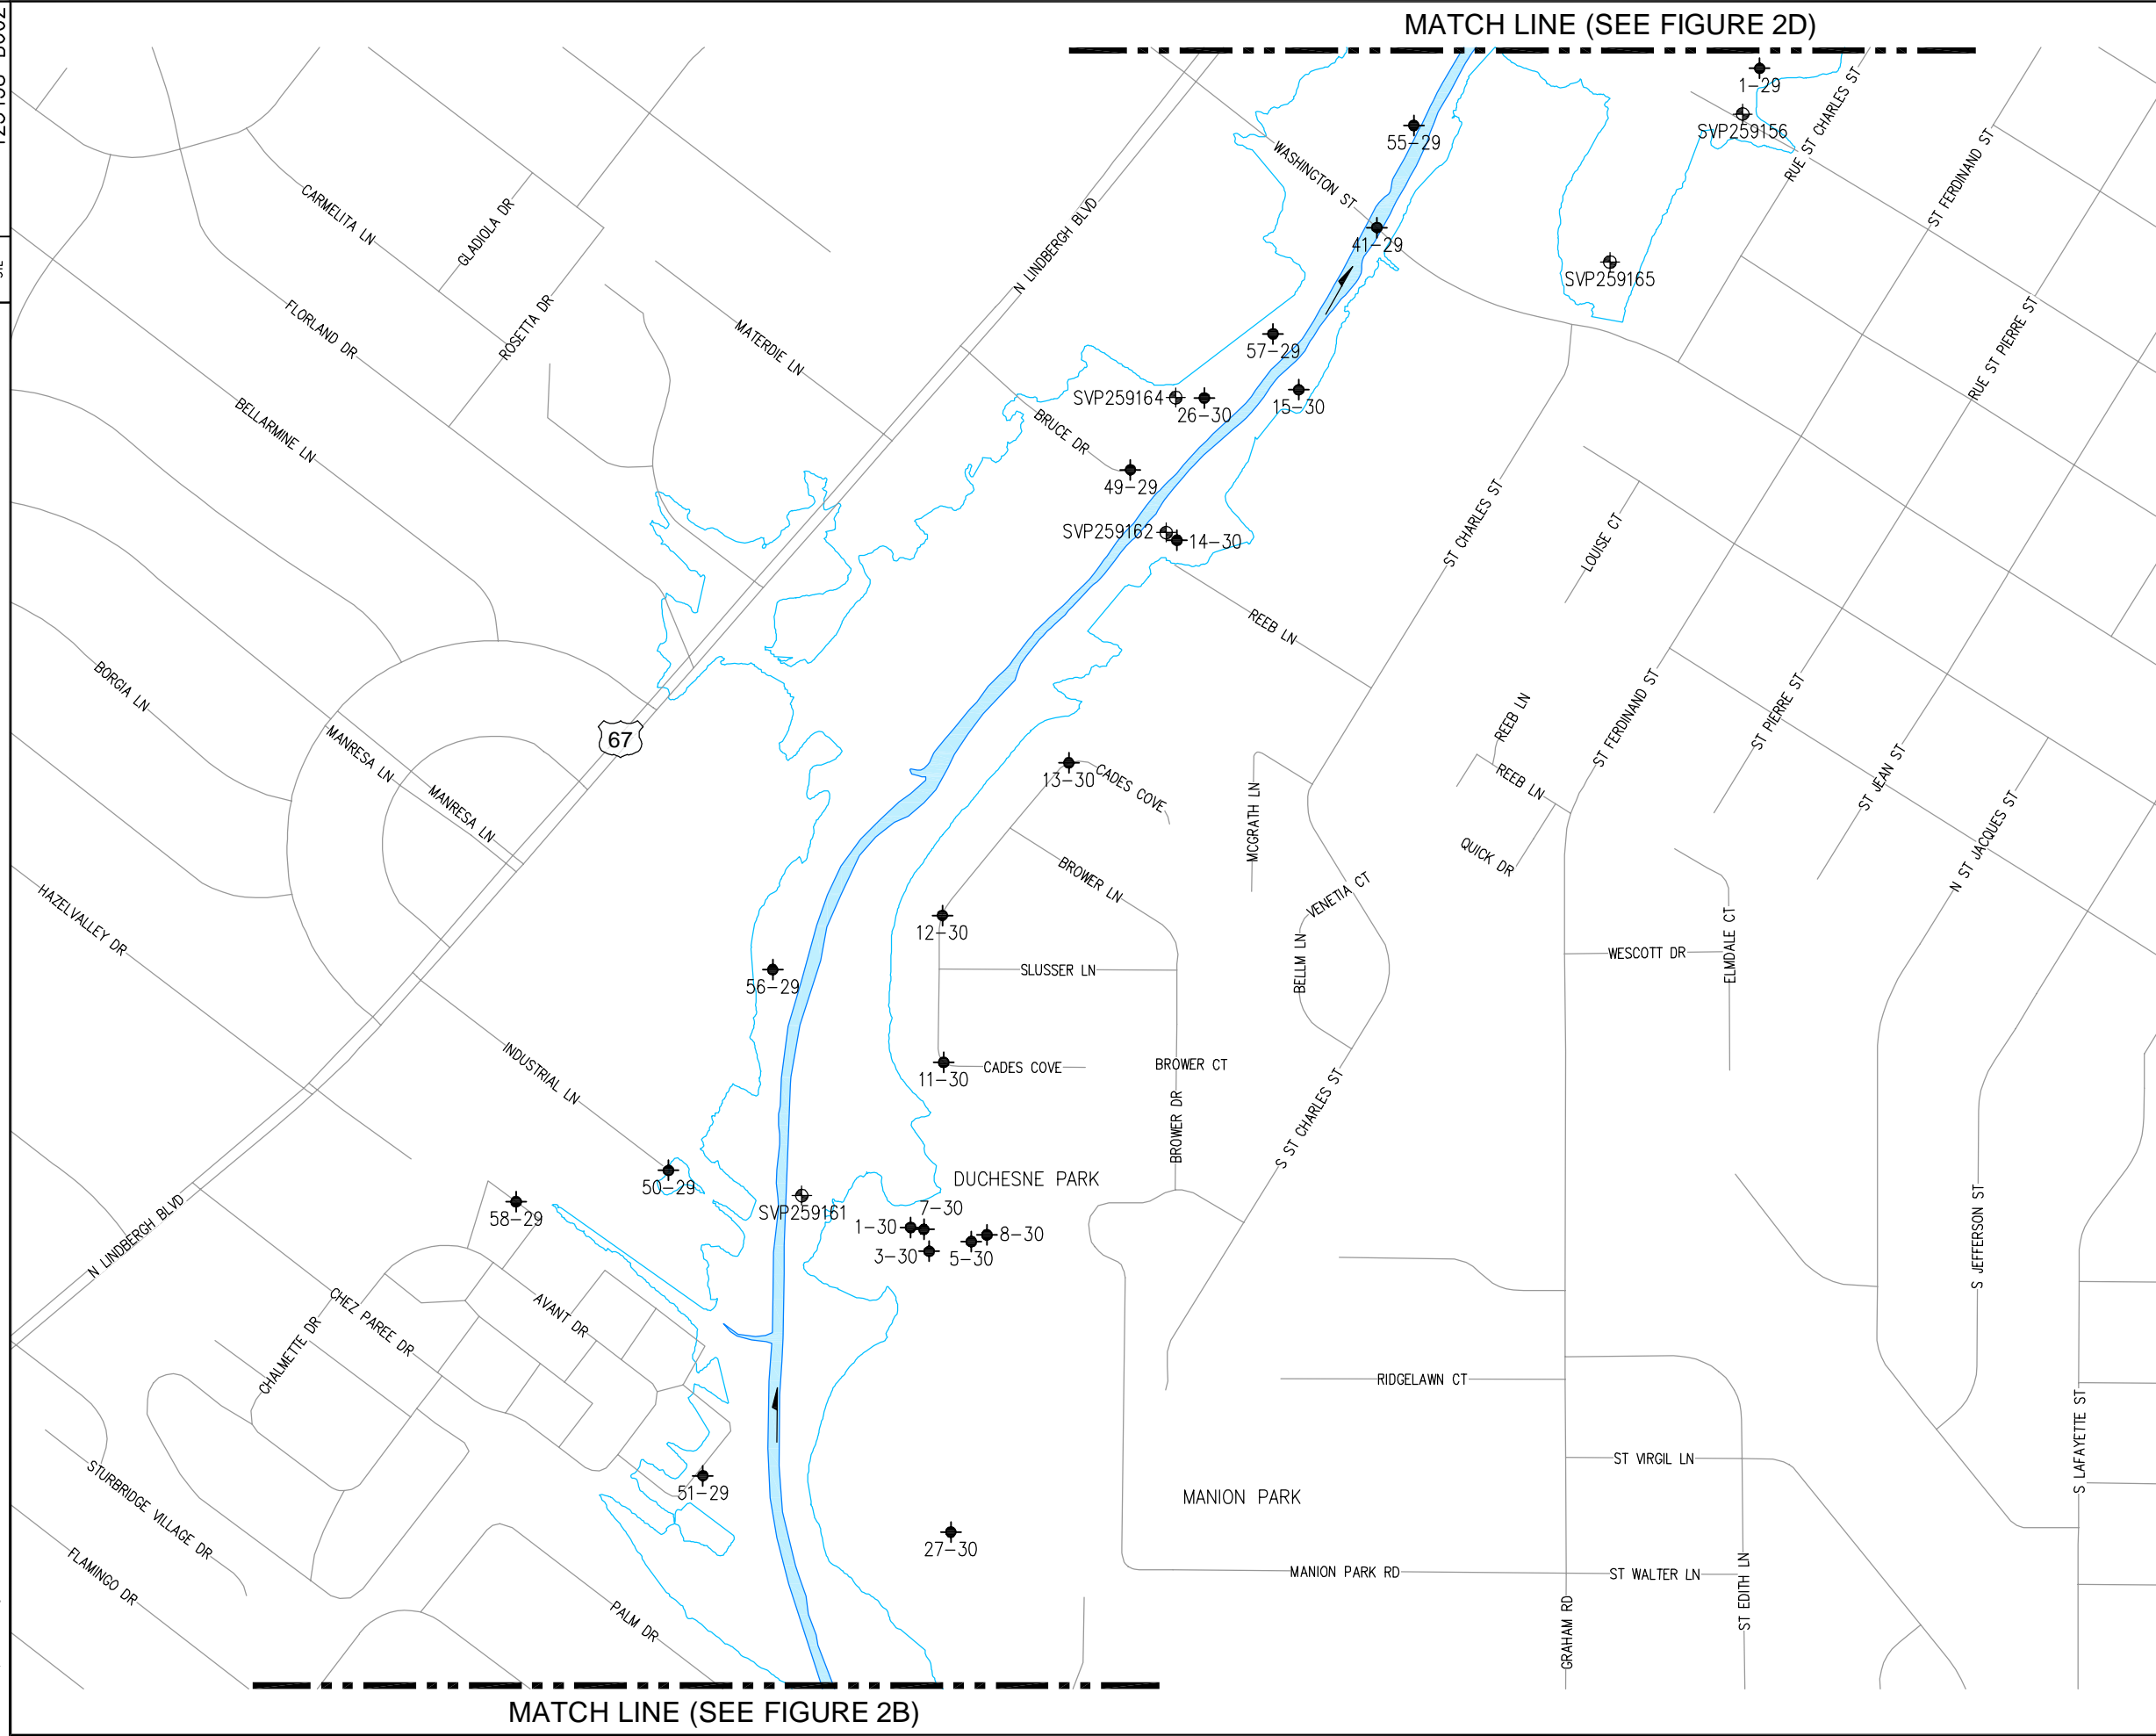 MATCH LINE (SEE FIGURE 2D)
1-29
SVP259156
RUE ST CHARLES ST
55-29
WASHINGTON ST
ST FERDINAND ST
CARMELITA LN
GLADIOLA DR
N LINDBERGH BLVD
41-29
SVP259165
FLORLAND DR
ROSETTA DR
MATERDIE LN
57-29
RUE ST PIERRE ST
SVP259164
26-30
15-30
BELLARMINE LN
BRUCE DR
49-29
SVP259162
14-30
ST CHARLES ST
LOUISE CT
REEB LN
BORGIA LN
MANRESA LN
67
MANRESA LN
13-30
CADES COVE
MCGRATH LN
REEB LN
REEB LN
QUICK DR
ST FERDINAND ST
ST PIERRE ST
ST JEAN ST
N ST JACQUES ST
HAZELVALLEY DR
BROWER LN
VENETIA CT
12-30
BELLM LN
WESCOTT DR
ELMDALE CT
56-29
SLUSSER LN
INDUSTRIAL LN
11-30
CADES COVE
BROWER CT
BROWER DR
S ST CHARLES ST
50-29
DUCHESNE PARK
58-29
SVP259161
7-30
1-30
3-30
5-30
8-30
N LINDBERGH BLVD
S JEFFERSON ST
CHEZ PAREE DR
AVANT DR
CHALMETTE DR
RIDGELAWN CT
S LAFAYETTE ST
ST VIRGIL LN
51-29
MANION PARK
STURBRIDGE VILLAGE DR
27-30
FLAMINGO DR
PALM DR
MANION PARK RD
ST WALTER LN
GRAHAM RD
ST EDITH LN
MATCH LINE (SEE FIGURE 2B)